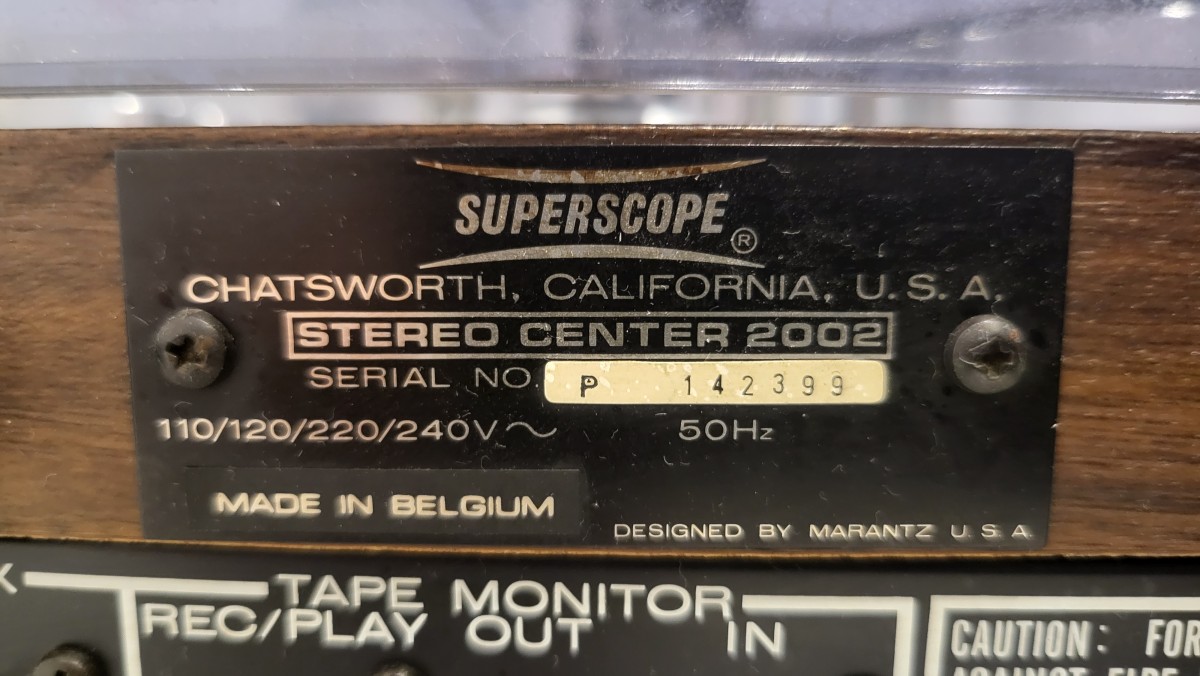 SUPERSCOPE ®
CHATSWORTH, CALIFORNIA, U.S.A.
STEREO CENTER 2002
SERIAL NO. P 142399
110/120/220/240V~ 50Hz
MADE IN BELGIUM
DESIGNED BY MARANTZ U.S.A
TAPE MONITOR
REC/PLAY OUT IN
CAUTION: FOR